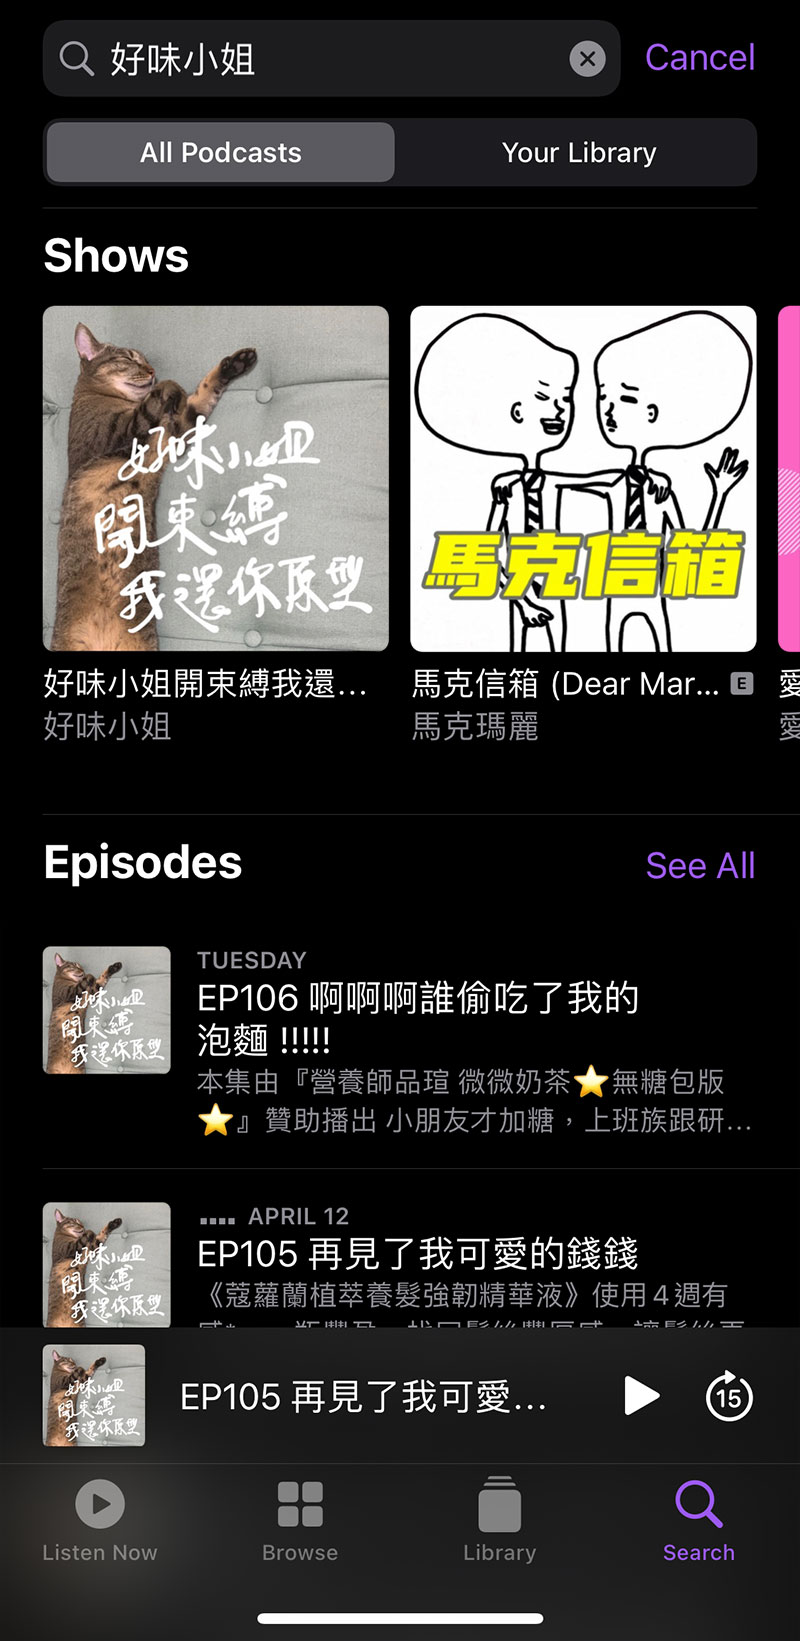 好味小姐
Cancel
All Podcasts
Your Library
Shows
好味小姐
開束縛
我還你原型
馬克信箱
好味小姐開束縛我還...
好味小姐
馬克信箱 (Dear Mar... E
馬克瑪麗
愛
愛
Episodes
See All
好味小姐
開束縛
我還你原型
TUESDAY
EP106 啊啊啊誰偷吃了我的
泡麵 !!!!!
本集由『營養師品瑄 微微奶茶⭐無糖包版
⭐』贊助播出 小朋友才加糖，上班族跟研...
好味小姐
開束縛
我還你原型
APRIL 12
EP105 再見了我可愛的錢錢
《蔻蘿蘭植萃養髮強韌精華液》使用 4 週有
好味小姐
開束縛
我還你原型
EP105 再見了我可愛...
15
Listen Now
Browse
Library
Search